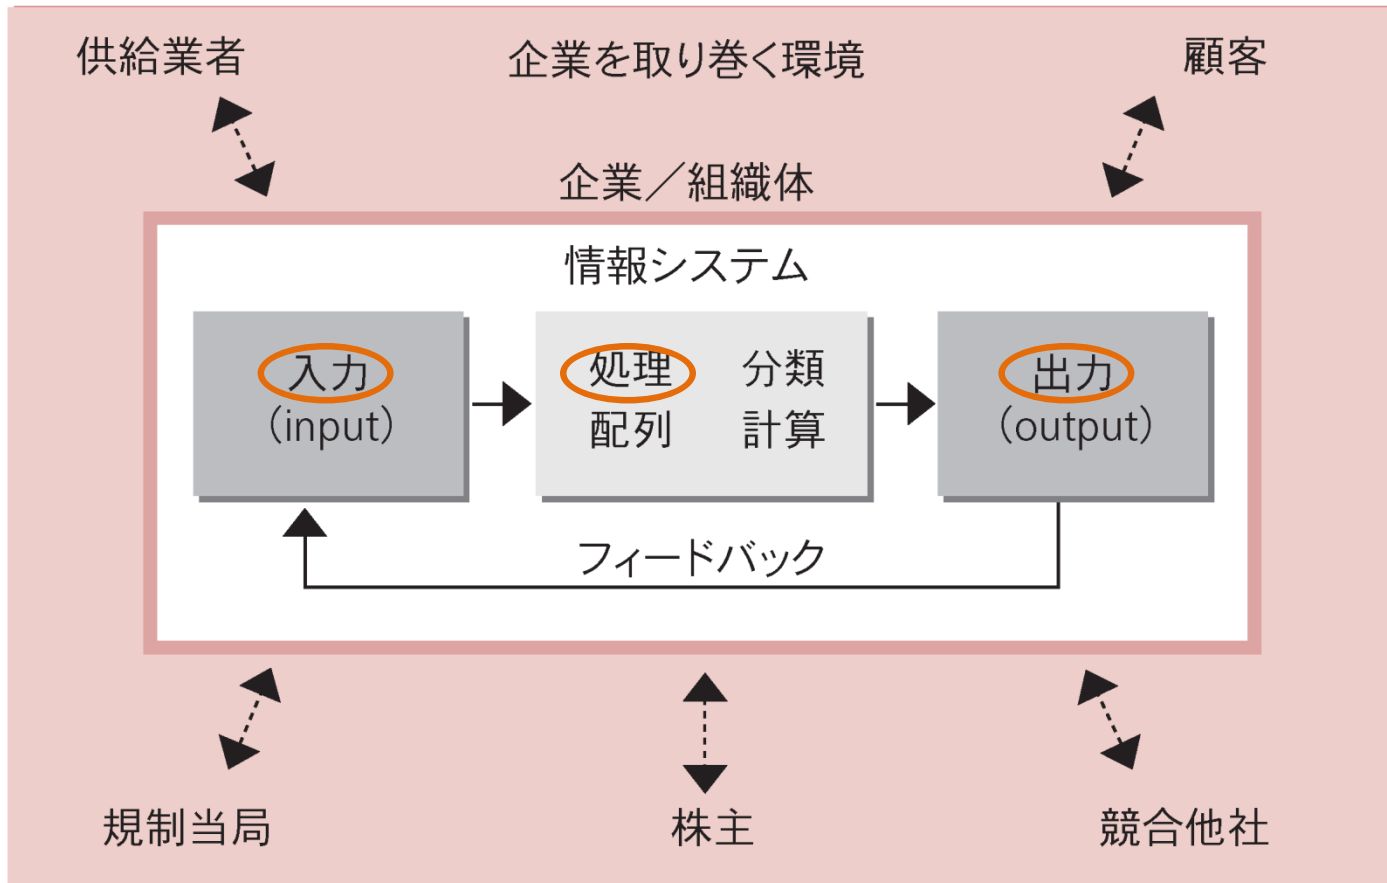 供給業者
企業を取り巻く環境
顧客
企業／組織体
情報システム
入力
(input)
処理 分類
配列 計算
出力
(output)
フィードバック
規制当局
株主
競合他社